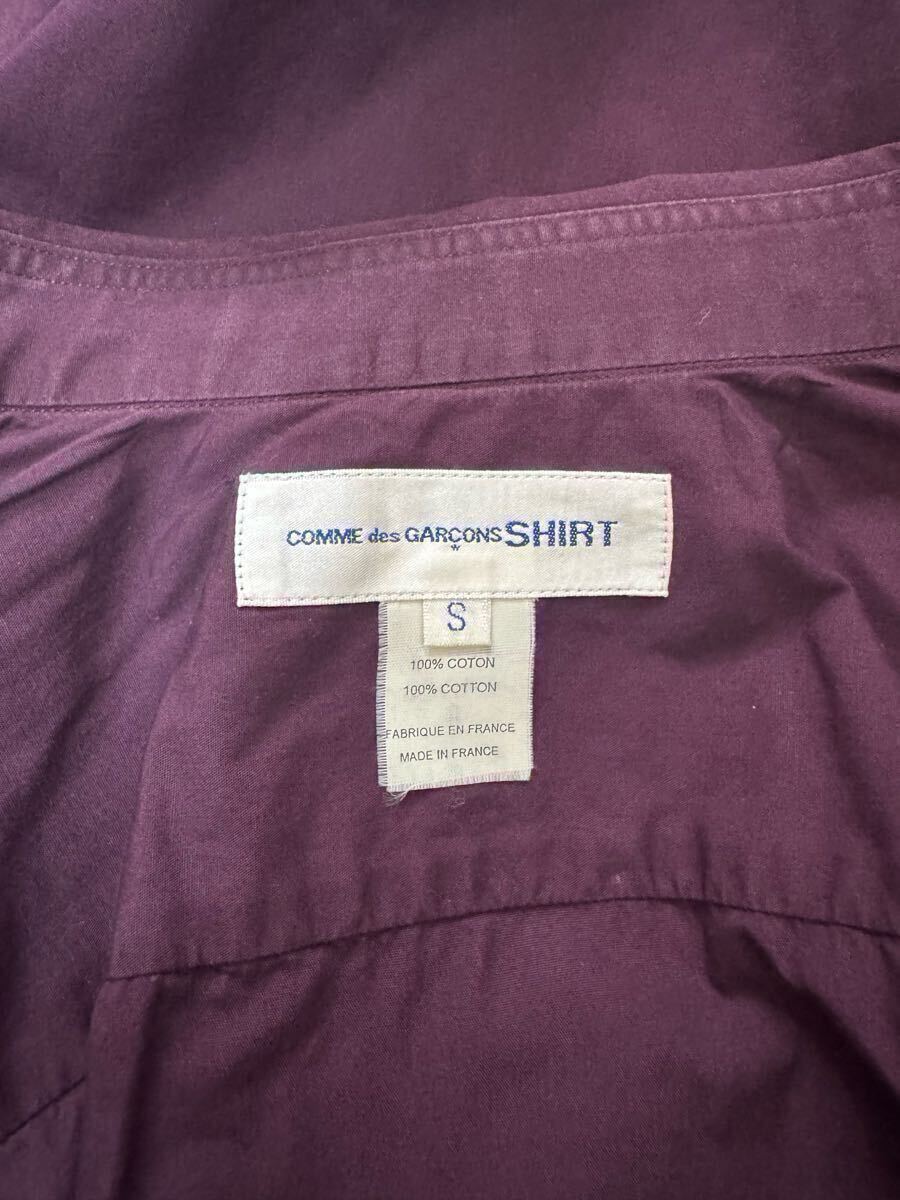 COMME des GARÇONS SHIRT
S
100% COTON
100% COTTON
FABRIQUE EN FRANCE
MADE IN FRANCE